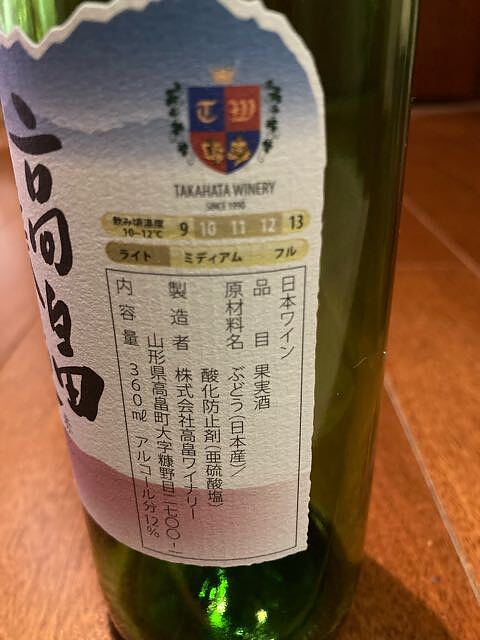 高畠
T W
TAKAHATA WINERY
SINCE 1990
飲み頃温度 9 10 11 12 13
10~12℃
ライト ミディアム フル
日本ワイン
品目 果実酒
原材料名 ぶどう(日本産)/
酸化防止剤(亜硫酸塩)
製造者 株式会社高畠ワイナリー
山形県高畠町大字糠野目二七〇〇-一
内容量 360㎖ アルコール分12%